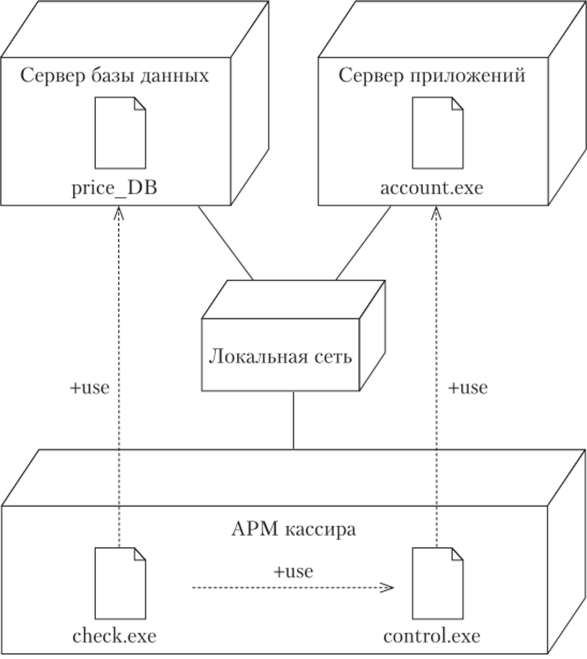 Сервер базы данных
Сервер приложений
price_DB
account.exe
Локальная сеть
+use
+use
АРМ кассира
+use
check.exe
control.exe